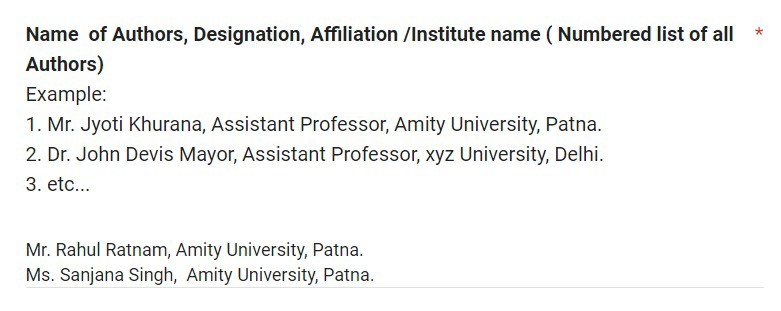 Name of Authors, Designation, Affiliation /Institute name ( Numbered list of all *
Authors)
Example:
1. Mr. Jyoti Khurana, Assistant Professor, Amity University, Patna.
2. Dr. John Devis Mayor, Assistant Professor, xyz University, Delhi.
3. etc...
Mr. Rahul Ratnam, Amity University, Patna.
Ms. Sanjana Singh, Amity University, Patna.